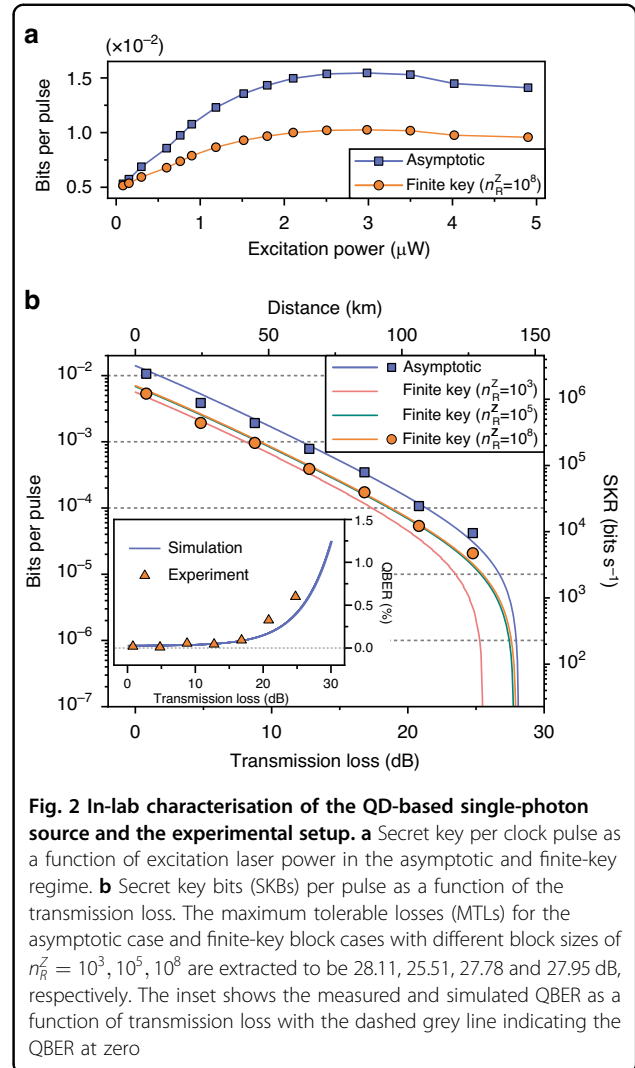 a
(×10⁻²)
1.5
1.0
0.5
Bits per pulse
Asymptotic
Finite key (n_R^Z=10⁸)
0 1 2 3 4 5
Excitation power (μW)
b
Distance (km)
0 50 100 150
10⁻²
10⁻³
10⁻⁴
10⁻⁵
10⁻⁶
10⁻⁷
Bits per pulse
Asymptotic
Finite key (n_R^Z=10³)
Finite key (n_R^Z=10⁵)
Finite key (n_R^Z=10⁸)
10⁶
10⁵
10⁴
10³
10²
SKR (bits s⁻¹)
Simulation
Experiment
1.5
1.0
0.5
0.0
QBER (%)
0 10 20 30
Transmission loss (dB)
0 10 20 30
Transmission loss (dB)
Fig. 2 In-lab characterisation of the QD-based single-photon
source and the experimental setup. a Secret key per clock pulse as
a function of excitation laser power in the asymptotic and finite-key
regime. b Secret key bits (SKBs) per pulse as a function of the
transmission loss. The maximum tolerable losses (MTLs) for the
asymptotic case and finite-key block cases with different block sizes of
n_R^Z = 10³, 10⁵, 10⁸ are extracted to be 28.11, 25.51, 27.78 and 27.95 dB,
respectively. The inset shows the measured and simulated QBER as a
function of transmission loss with the dashed grey line indicating the
QBER at zero